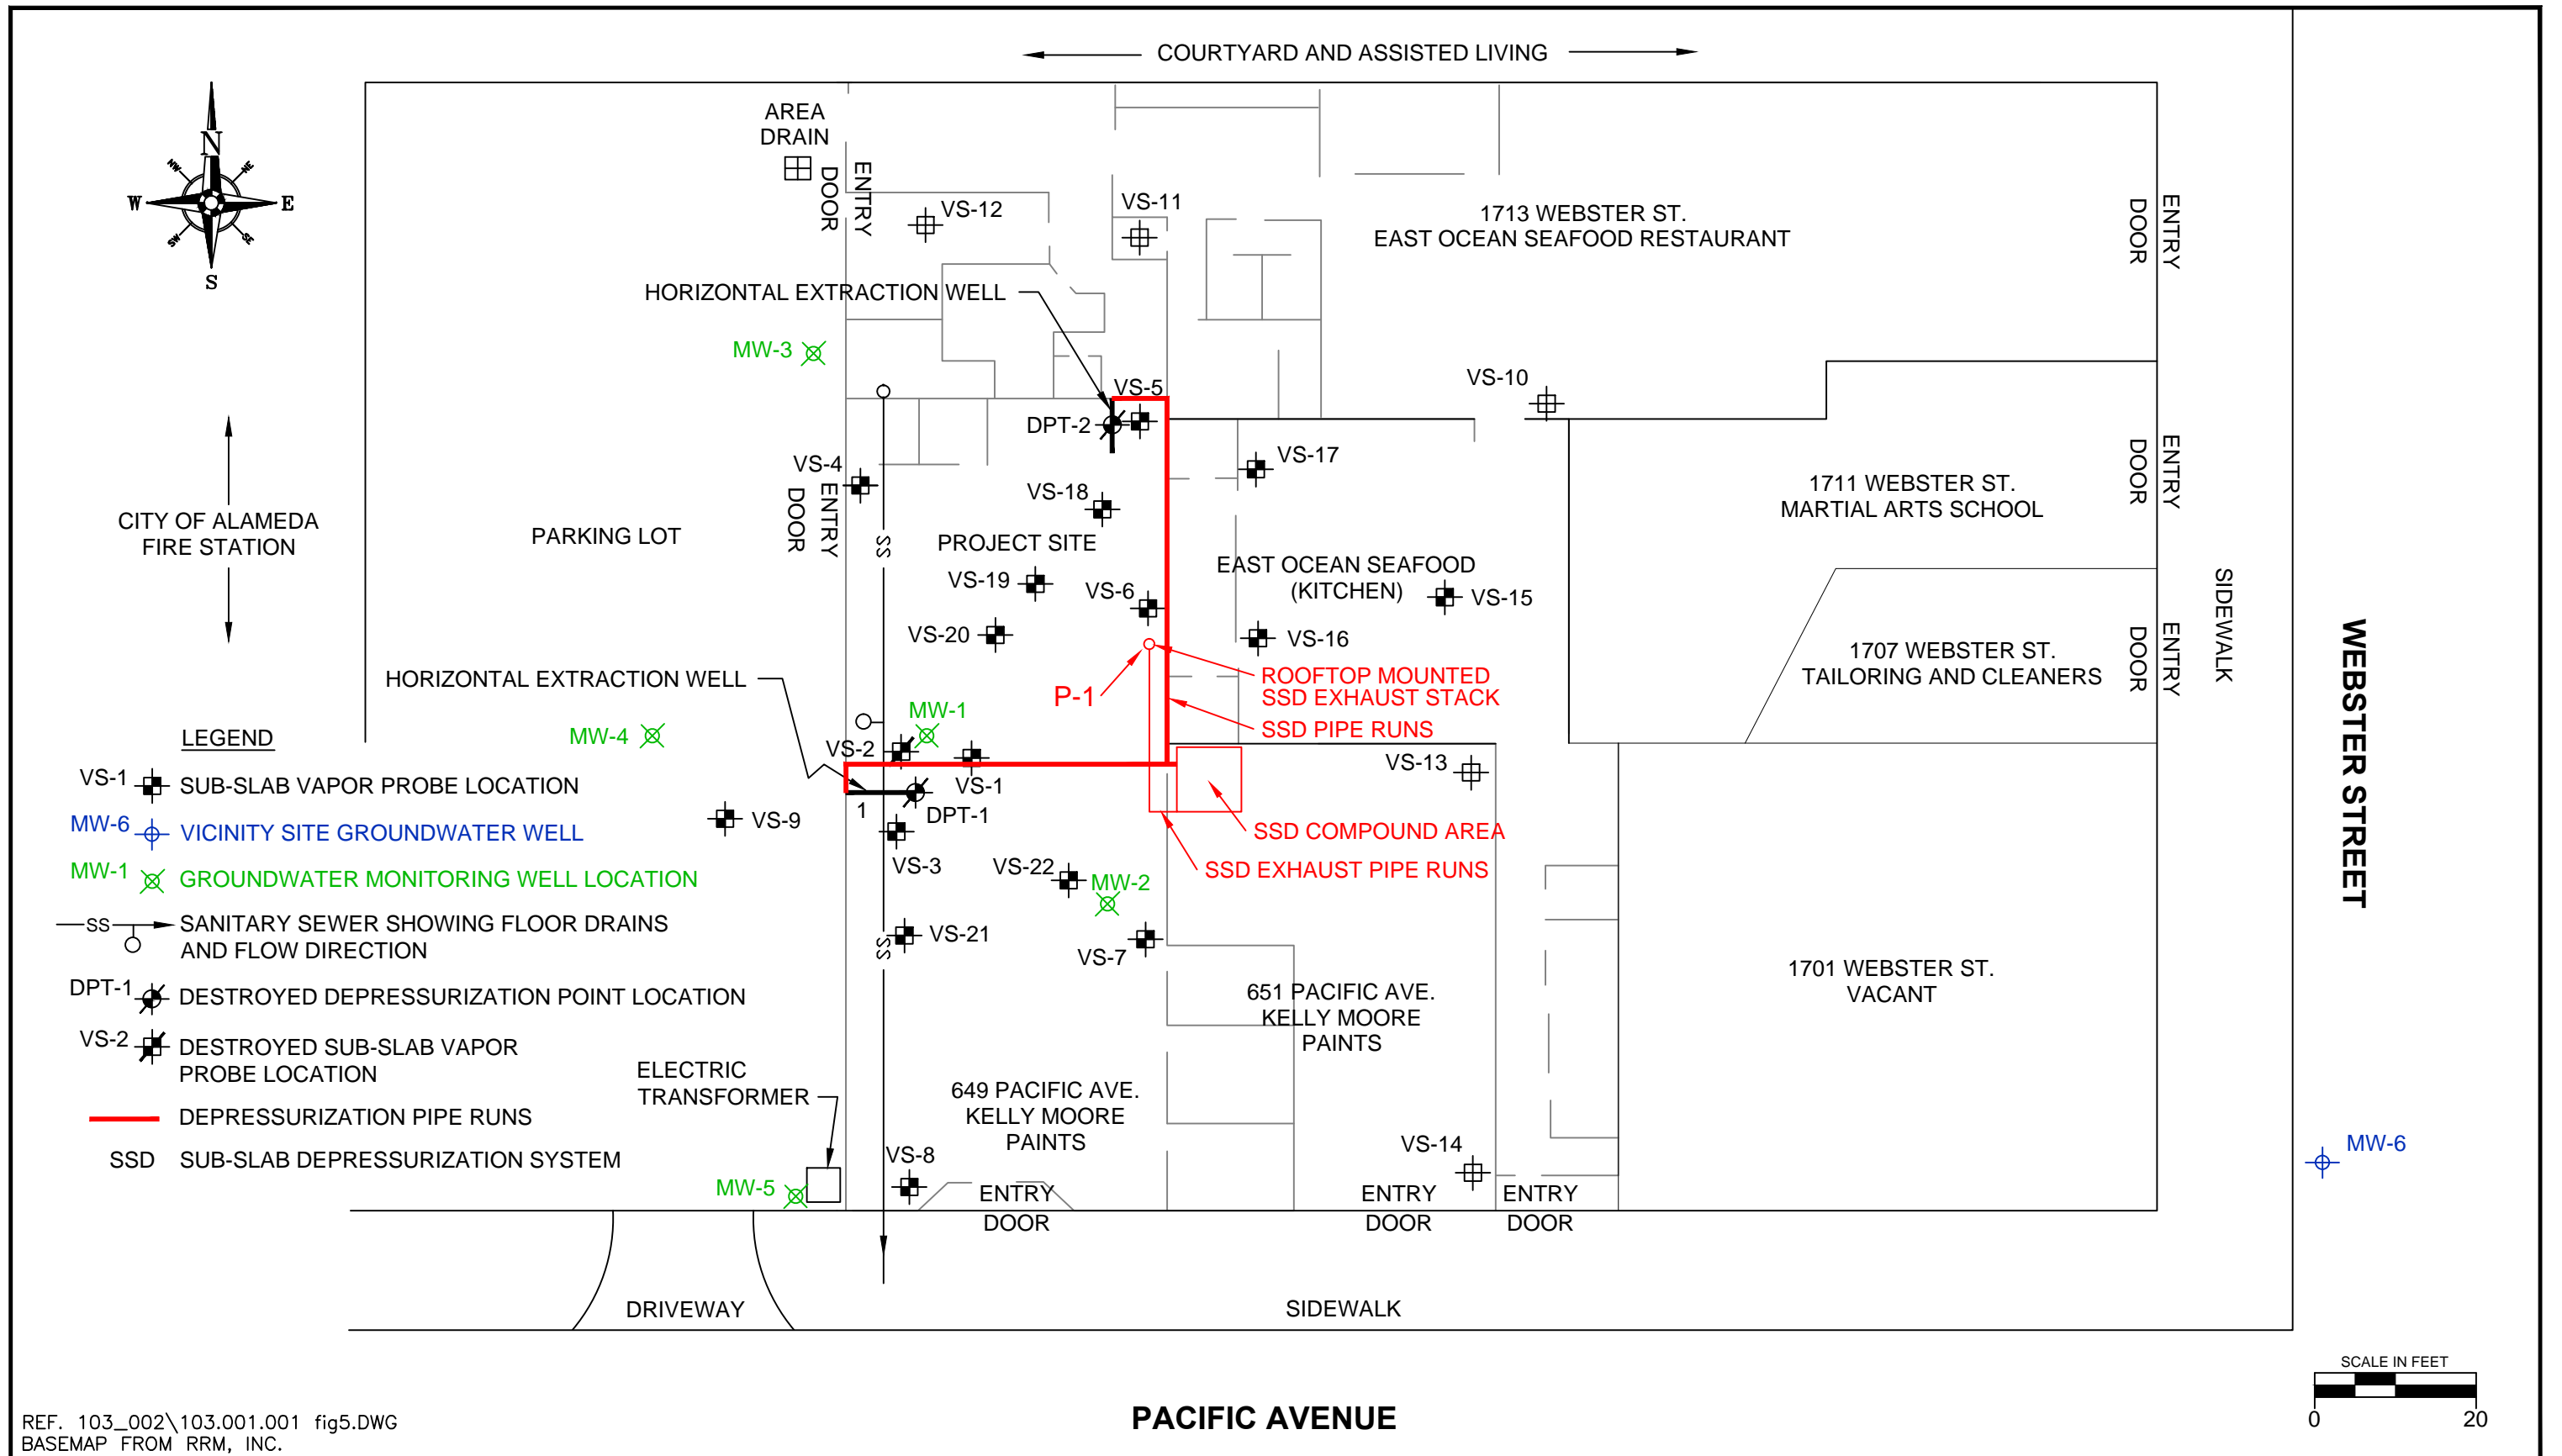 COURTYARD AND ASSISTED LIVING
N
NW
NE
W
E
SW
SE
S
AREA
DRAIN
ENTRY
DOOR
VS-12
VS-11
1713 WEBSTER ST.
EAST OCEAN SEAFOOD RESTAURANT
ENTRY
DOOR
HORIZONTAL EXTRACTION WELL
MW-3
VS-5
VS-10
DPT-2
VS-4
VS-17
VS-18
ENTRY
DOOR
1711 WEBSTER ST.
MARTIAL ARTS SCHOOL
ENTRY
DOOR
CITY OF ALAMEDA
FIRE STATION
PARKING LOT
SS
PROJECT SITE
VS-19
VS-6
EAST OCEAN SEAFOOD
(KITCHEN)
VS-15
VS-20
VS-16
1707 WEBSTER ST.
TAILORING AND CLEANERS
ENTRY
DOOR
SIDEWALK
WEBSTER STREET
HORIZONTAL EXTRACTION WELL
P-1
ROOFTOP MOUNTED
SSD EXHAUST STACK
SSD PIPE RUNS
MW-4
MW-1
VS-2
VS-1
VS-13
1
DPT-1
VS-9
VS-3
SSD COMPOUND AREA
SSD EXHAUST PIPE RUNS
VS-22
MW-2
VS-21
SS
VS-7
651 PACIFIC AVE.
KELLY MOORE
PAINTS
1701 WEBSTER ST.
VACANT
649 PACIFIC AVE.
KELLY MOORE
PAINTS
ELECTRIC
TRANSFORMER
VS-8
VS-14
MW-5
MW-6
ENTRY
DOOR
ENTRY
DOOR
ENTRY
DOOR
LEGEND
VS-1 SUB-SLAB VAPOR PROBE LOCATION
MW-6 VICINITY SITE GROUNDWATER WELL
MW-1 GROUNDWATER MONITORING WELL LOCATION
SS SANITARY SEWER SHOWING FLOOR DRAINS
AND FLOW DIRECTION
DPT-1 DESTROYED DEPRESSURIZATION POINT LOCATION
VS-2 DESTROYED SUB-SLAB VAPOR
PROBE LOCATION
DEPRESSURIZATION PIPE RUNS
SSD SUB-SLAB DEPRESSURIZATION SYSTEM
DRIVEWAY
SIDEWALK
PACIFIC AVENUE
SCALE IN FEET
0 20
REF. 103_002\103.001.001 fig5.DWG
BASEMAP FROM RRM, INC.